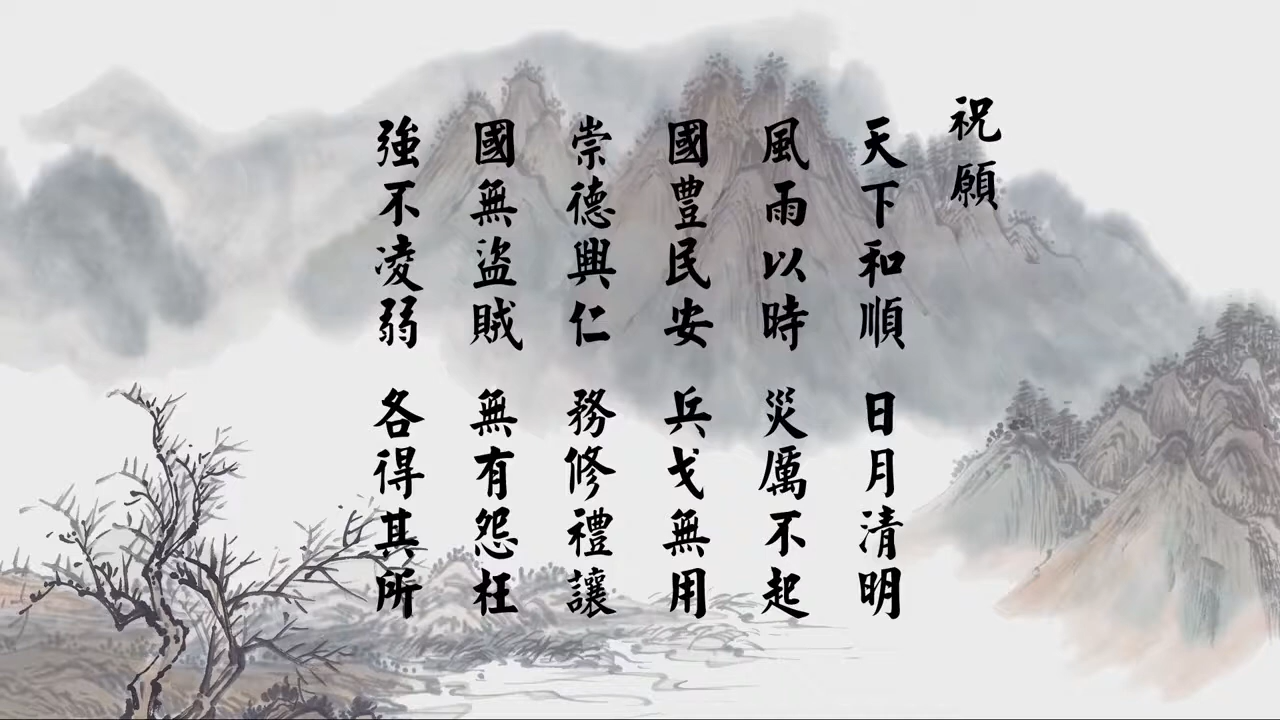 祝願
天下和順 日月清明
風雨以時 災厲不起
國豐民安 兵戈無用
崇德興仁 務修禮讓
國無盜賊 無有怨枉
強不凌弱 各得其所